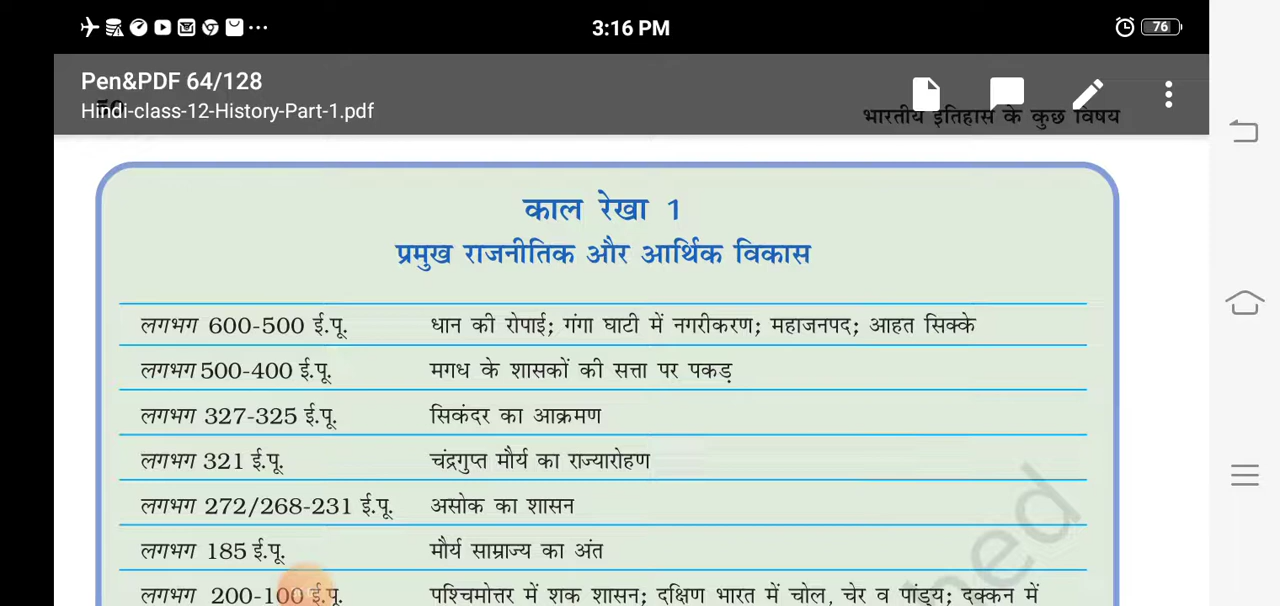 3:16 PM
76
Pen&PDF 64/128
Hindi-class-12-History-Part-1.pdf
भारतीय इतिहास के कुछ विषय
काल रेखा 1
प्रमुख राजनीतिक और आर्थिक विकास
लगभग 600-500 ई.पू. धान की रोपाई; गंगा घाटी में नगरीकरण; महाजनपद; आहत सिक्के
लगभग 500-400 ई.पू. मगध के शासकों की सत्ता पर पकड़
लगभग 327-325 ई.पू. सिकंदर का आक्रमण
लगभग 321 ई.पू. चंद्रगुप्त मौर्य का राज्यारोहण
लगभग 272/268-231 ई.पू. असोक का शासन
लगभग 185 ई.पू. मौर्य साम्राज्य का अंत
लगभग 200-100 ई.पू. पश्चिमोत्तर में शक शासन; दक्षिण भारत में चोल, चेर व पांड्य; दक्कन में